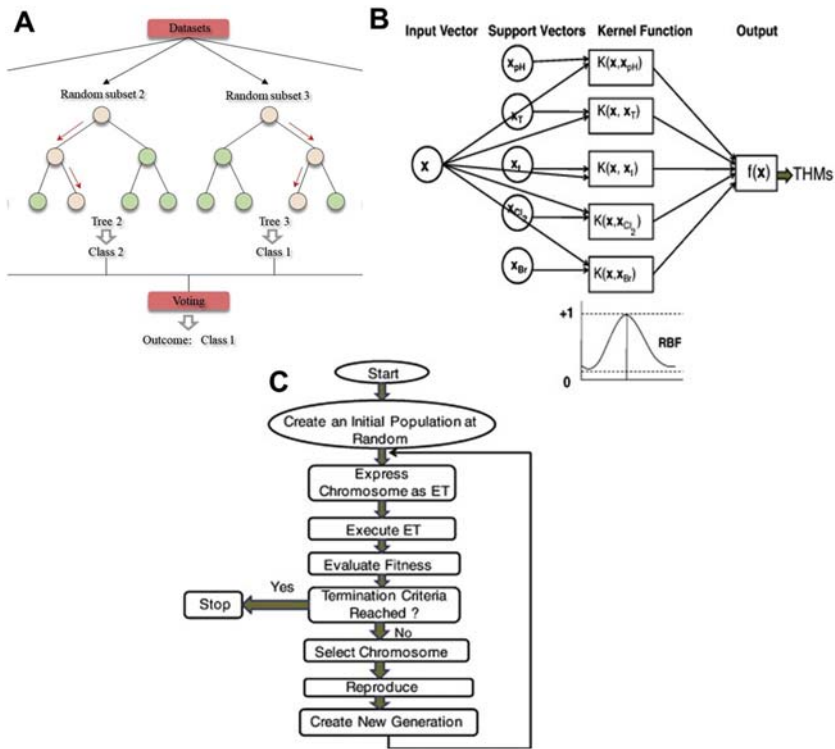 A
Datasets
Random subset 2
Random subset 3
Tree 2
Tree 3
Class 2
Class 1
Voting
Outcome: Class 1
B
Input Vector
Support Vectors
Kernel Function
Output
x
xpH
xT
xt
xCl2
xBr
K(x,xpH)
K(x, xT)
K(x, xt)
K(x,xCl2)
K(x,xBr)
f(x)
THMs
+1
RBF
0
C
Start
Create an Initial Population at
Random
Express
Chromosome as ET
Execute ET
Evaluate Fitness
Yes
Termination Criteria
Reached ?
Stop
No
Select Chromosome
Reproduce
Create New Generation